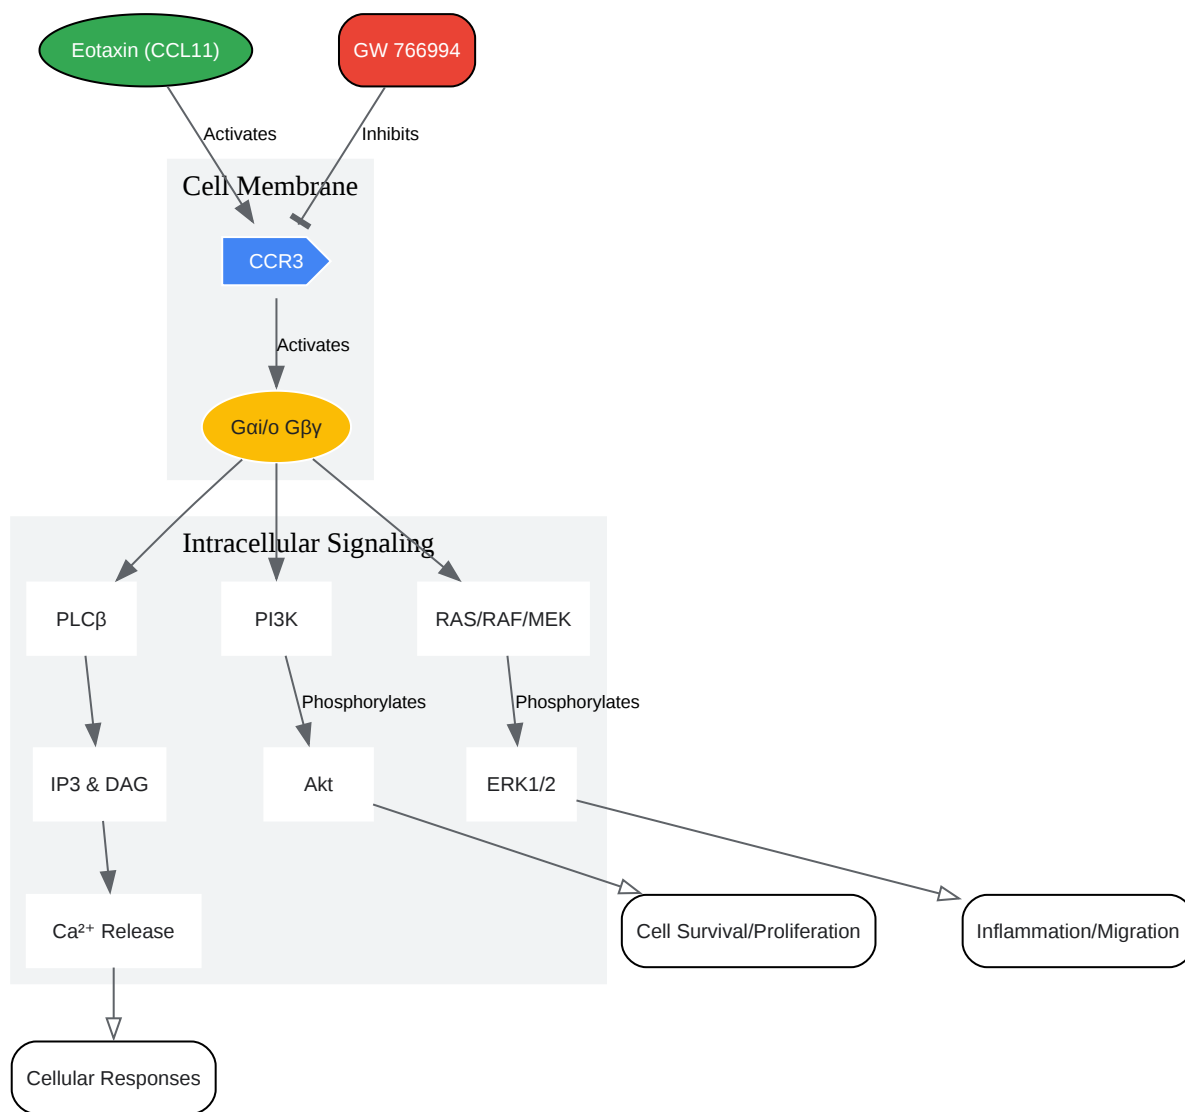 Eotaxin (CCL11)
GW 766994
Activates
Inhibits
Cell Membrane
CCR3
Activates
Gαi/o Gβγ
Intracellular Signaling
PLCβ
PI3K
RAS/RAF/MEK
Phosphorylates
Phosphorylates
IP3 & DAG
Akt
ERK1/2
Ca²⁺ Release
Cell Survival/Proliferation
Inflammation/Migration
Cellular Responses